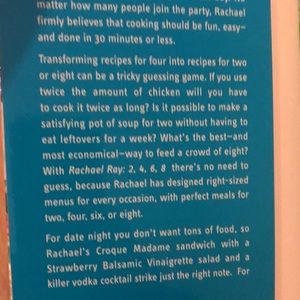 matter how many people join the party, Rachael
firmly believes that cooking should be fun, easy—
and done in 30 minutes or less.
Transforming recipes for four into recipes for two
or eight can be a tricky guessing game. If you use
twice the amount of chicken will you have
to cook it twice as long? Is it possible to make a
satisfying pot of soup for two without having to
eat leftovers for a week? What's the best—and
most economical—way to feed a crowd of eight?
With Rachael Ray: 2, 4, 6, 8 there's no need to
guess, because Rachael has designed right-sized
menus for every occasion, with perfect meals for
two, four, six, or eight.
For date night you don't want tons of food, so
Rachael's Croque Madame sandwich with a
Strawberry Balsamic Vinaigrette salad and a
killer vodka cocktail strike just the right note. For